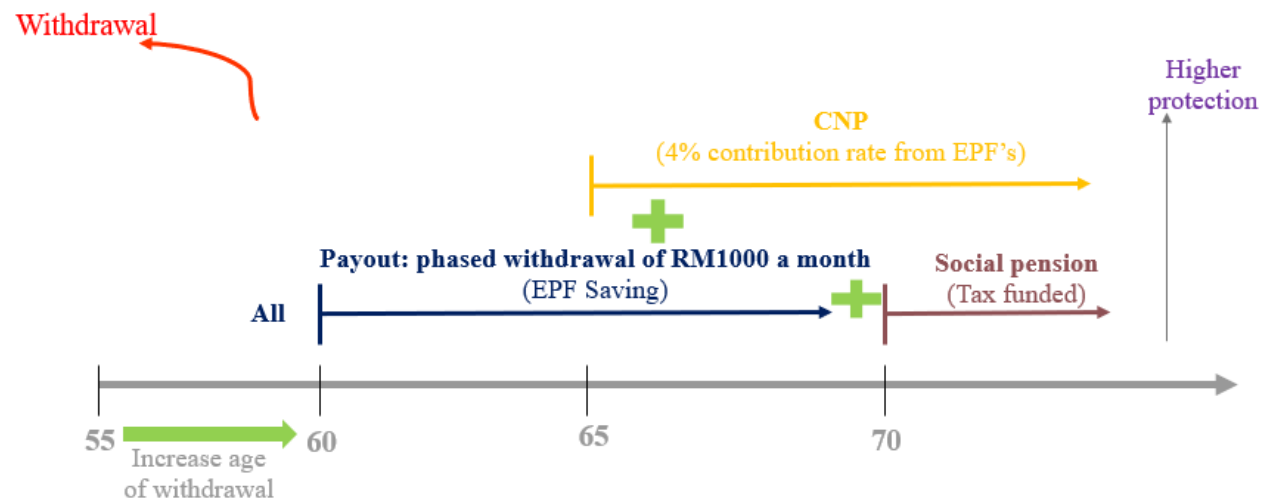 Withdrawal
Higher
protection
CNP
(4% contribution rate from EPF's)
Payout: phased withdrawal of RM1000 a month
(EPF Saving)
Social pension
(Tax funded)
All
55
60
65
70
Increase age
of withdrawal